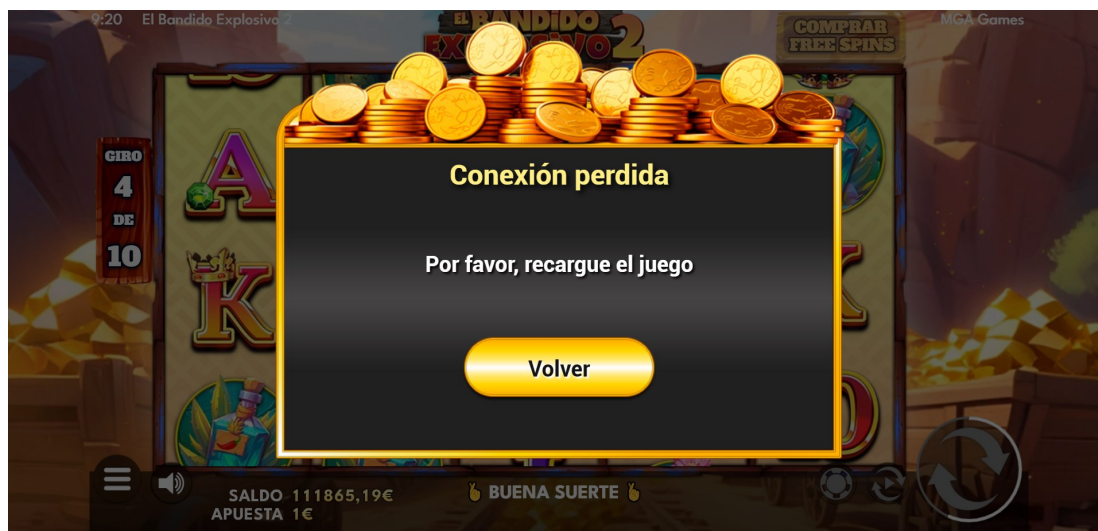 9:20 El Bandido Explosivo 2
MGA Games
EL BANDIDO
EXPLOSIVO 2
COMPRAR
FREE SPINS
GIRO
4
DE
10
A
K
Conexión perdida
Por favor, recargue el juego
Volver
SALDO 111865,19€
APUESTA 1€
BUENA SUERTE